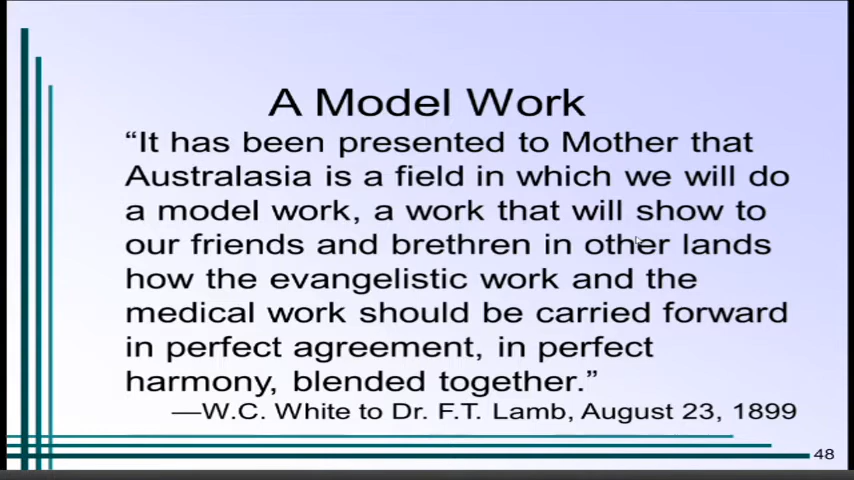 A Model Work
“It has been presented to Mother that
Australasia is a field in which we will do
a model work, a work that will show to
our friends and brethren in other lands
how the evangelistic work and the
medical work should be carried forward
in perfect agreement, in perfect
harmony, blended together.”
—W.C. White to Dr. F.T. Lamb, August 23, 1899
48